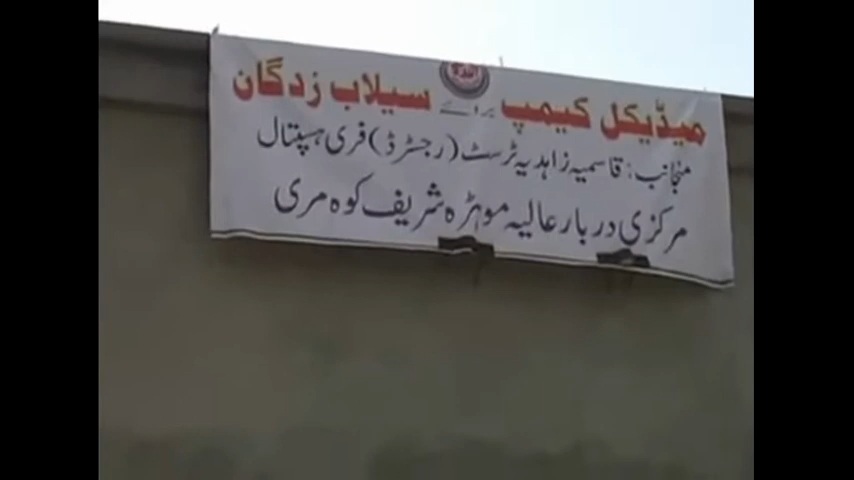 میڈیکل کیمپ برائے سیلاب زدگان
منجانب: قاسمیہ زاہدیہ ٹرسٹ (رجسٹرڈ) فری ہسپتال
مرکزی دربار عالیہ موہڑہ شریف کوہ مری